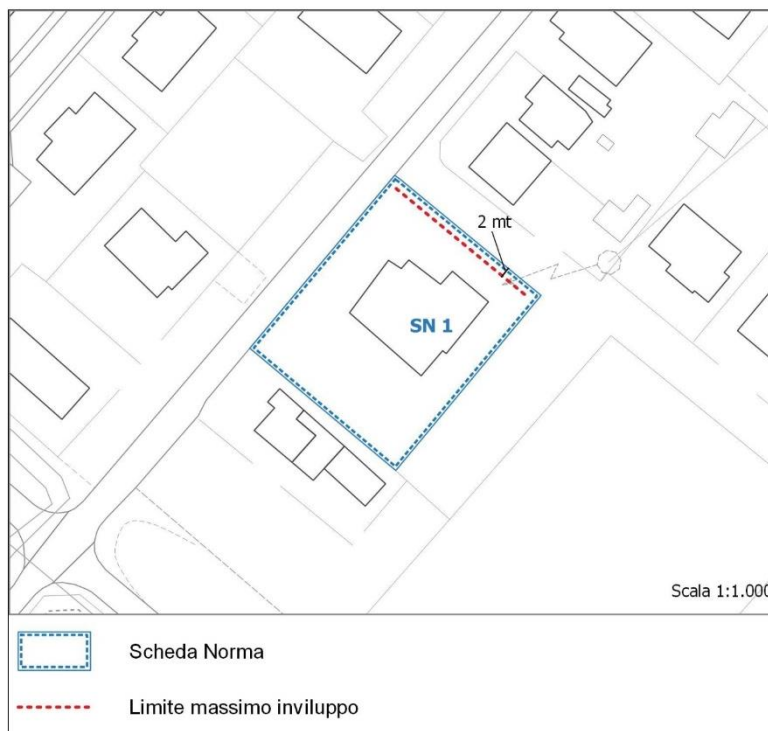 2 mt
SN 1
Scala 1:1.000
Scheda Norma
Limite massimo inviluppo